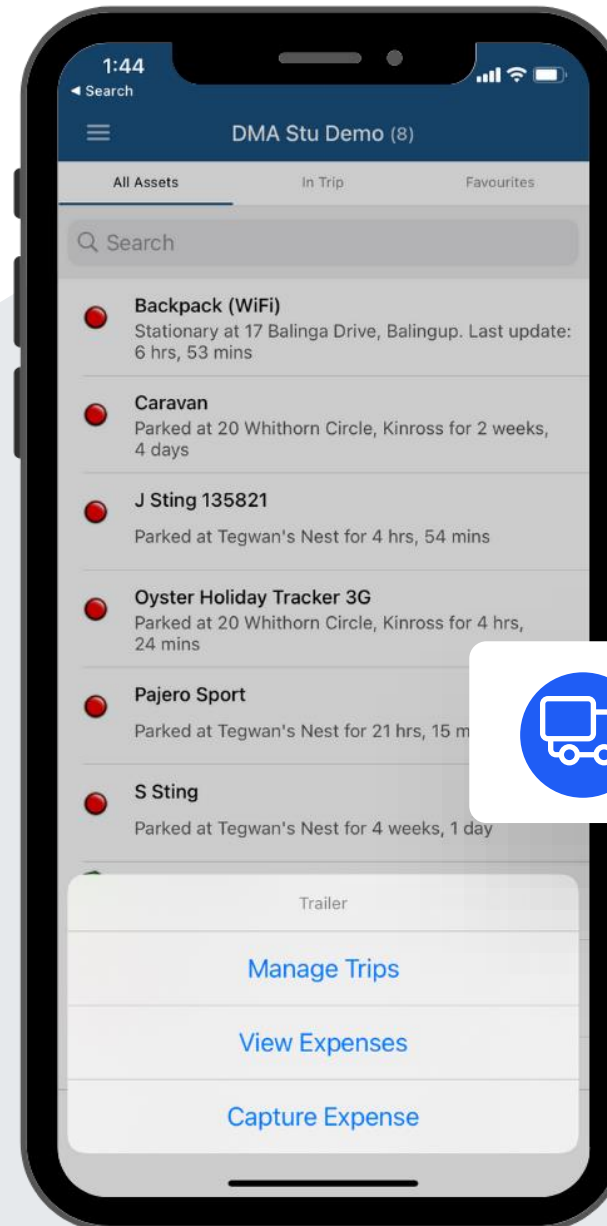 1:44
◀ Search
DMA Stu Demo (8)
All Assets
In Trip
Favourites
Search
Backpack (WiFi)
Stationary at 17 Balinga Drive, Balingup. Last update:
6 hrs, 53 mins
Caravan
Parked at 20 Whithorn Circle, Kinross for 2 weeks,
4 days
J Sting 135821
Parked at Tegwan's Nest for 4 hrs, 54 mins
Oyster Holiday Tracker 3G
Parked at 20 Whithorn Circle, Kinross for 4 hrs,
24 mins
Pajero Sport
Parked at Tegwan's Nest for 21 hrs, 15 m
S Sting
Parked at Tegwan's Nest for 4 weeks, 1 day
Trailer
Manage Trips
View Expenses
Capture Expense